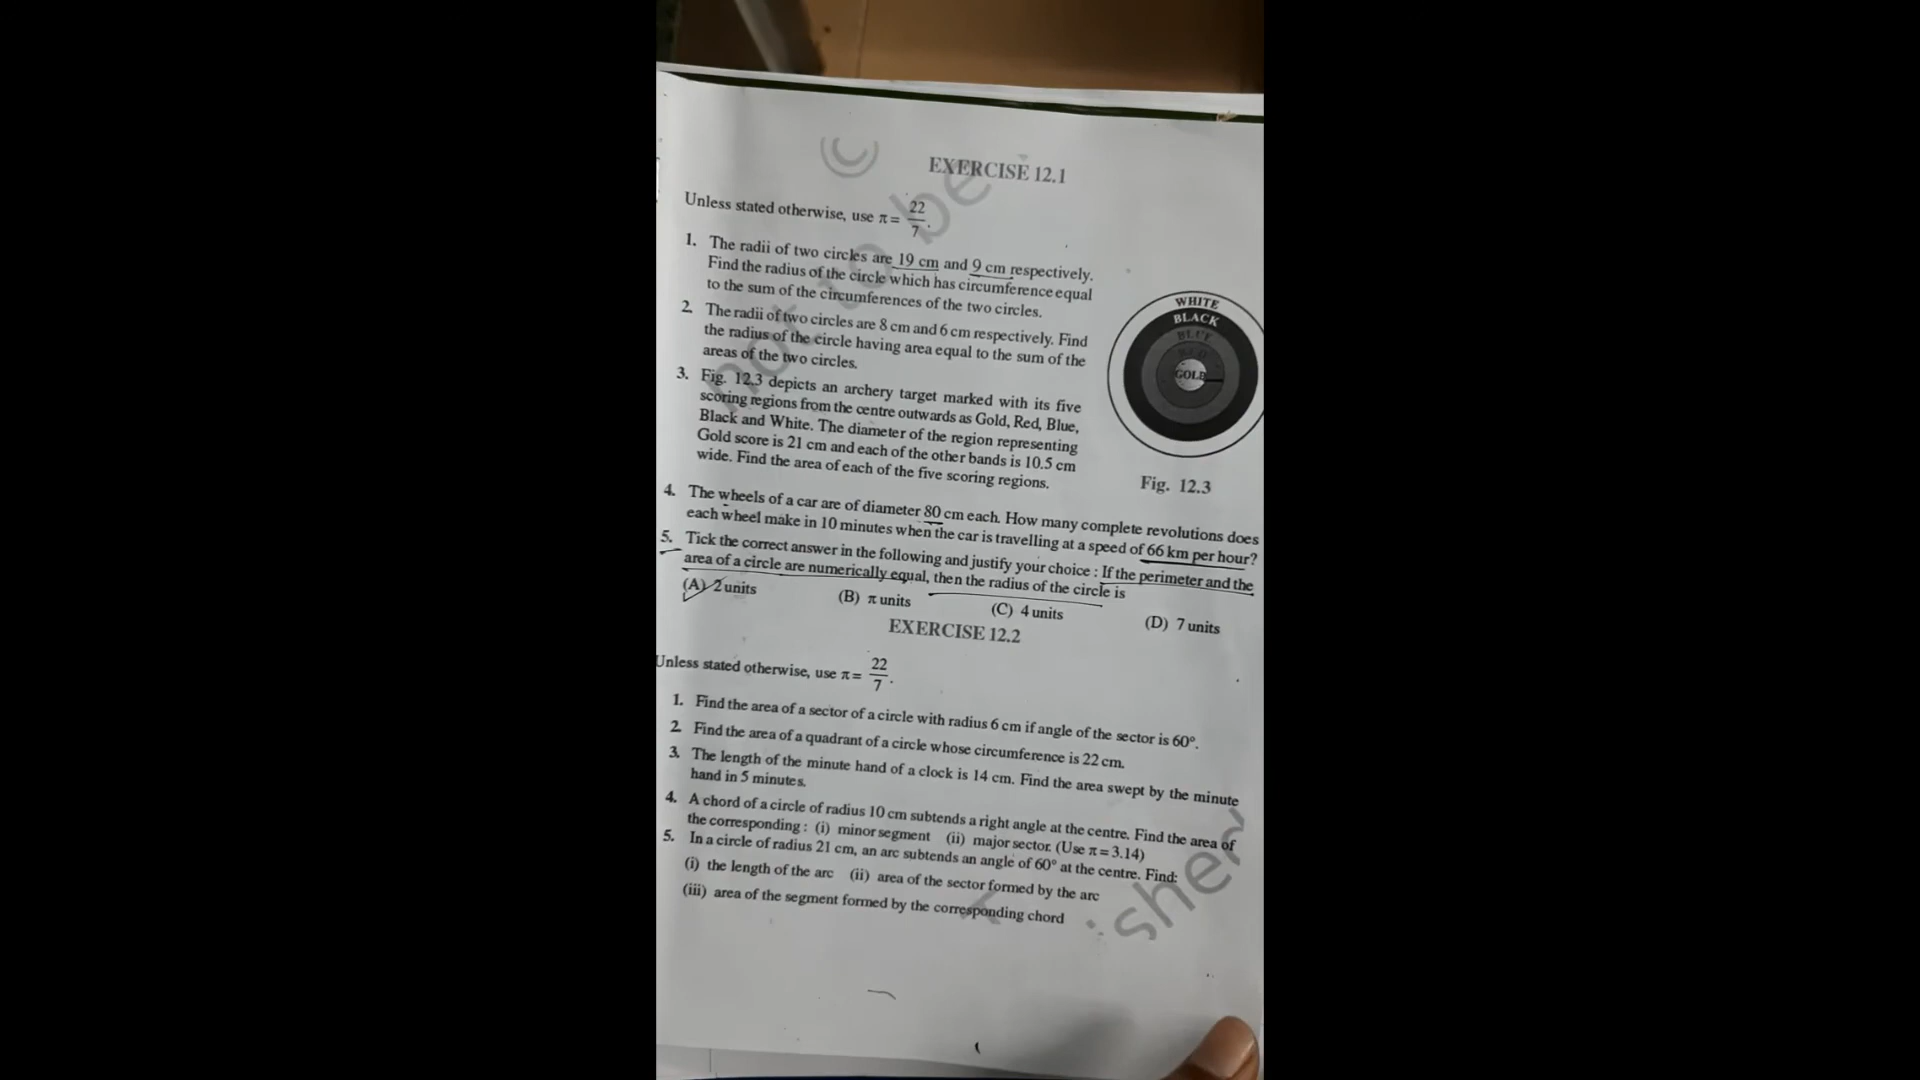 EXERCISE 12.1
Unless stated otherwise, use π = 22/7.
1. The radii of two circles are 19 cm and 9 cm respectively.
Find the radius of the circle which has circumference equal
to the sum of the circumferences of the two circles.
2. The radii of two circles are 8 cm and 6 cm respectively. Find
the radius of the circle having area equal to the sum of the
areas of the two circles.
3. Fig. 12.3 depicts an archery target marked with its five
scoring regions from the centre outwards as Gold, Red, Blue,
Black and White. The diameter of the region representing
Gold score is 21 cm and each of the other bands is 10.5 cm
wide. Find the area of each of the five scoring regions.
WHITE
BLACK
BLUE
RED
GOLD
Fig. 12.3
4. The wheels of a car are of diameter 80 cm each. How many complete revolutions does
each wheel make in 10 minutes when the car is travelling at a speed of 66 km per hour?
5. Tick the correct answer in the following and justify your choice : If the perimeter and the
area of a circle are numerically equal, then the radius of the circle is
(A) 2 units (B) π units (C) 4 units (D) 7 units
EXERCISE 12.2
Unless stated otherwise, use π = 22/7.
1. Find the area of a sector of a circle with radius 6 cm if angle of the sector is 60°.
2. Find the area of a quadrant of a circle whose circumference is 22 cm.
3. The length of the minute hand of a clock is 14 cm. Find the area swept by the minute
hand in 5 minutes.
4. A chord of a circle of radius 10 cm subtends a right angle at the centre. Find the area of
the corresponding : (i) minor segment (ii) major sector. (Use π = 3.14)
5. In a circle of radius 21 cm, an arc subtends an angle of 60° at the centre. Find:
(i) the length of the arc (ii) area of the sector formed by the arc
(iii) area of the segment formed by the corresponding chord
©
not to be
shed